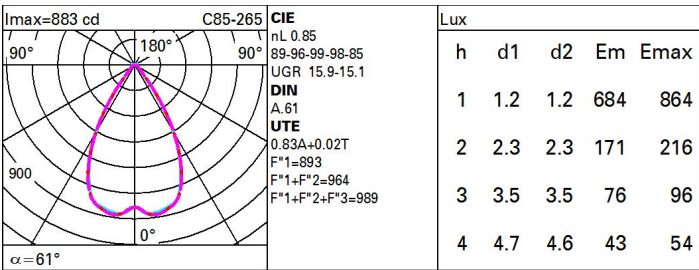 Imax=883 cd C85-265
90° 180° 90°
900
0°
α=61°
CIE
nL 0.85
89-96-99-98-85
UGR 15.9-15.1
DIN
A.61
UTE
0.83A+0.02T
F"1=893
F"1+F"2=964
F"1+F"2+F"3=989
Lux
h d1 d2 Em Emax
1 1.2 1.2 684 864
2 2.3 2.3 171 216
3 3.5 3.5 76 96
4 4.7 4.6 43 54